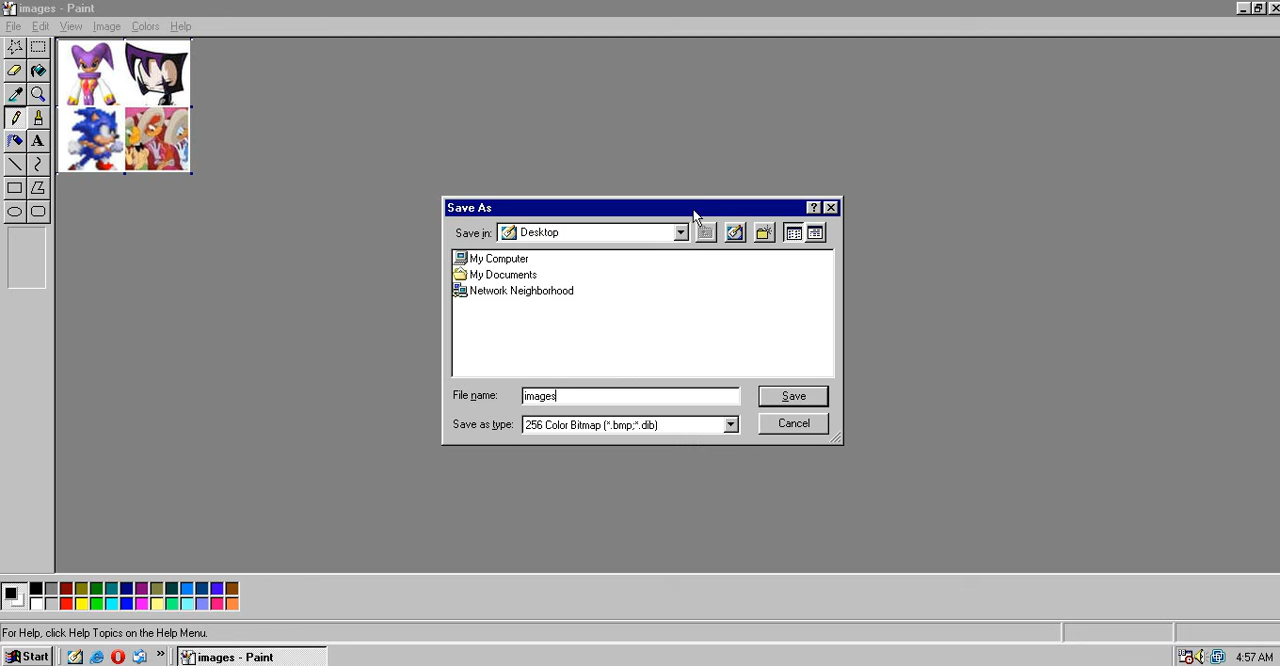 images - Paint
File Edit View Image Colors Help
Save As
Save in: Desktop
My Computer
My Documents
Network Neighborhood
File name: images
Save
Save as type: 256 Color Bitmap (*.bmp;*.dib)
Cancel
For Help, click Help Topics on the Help Menu.
Start
images - Paint
4:57 AM